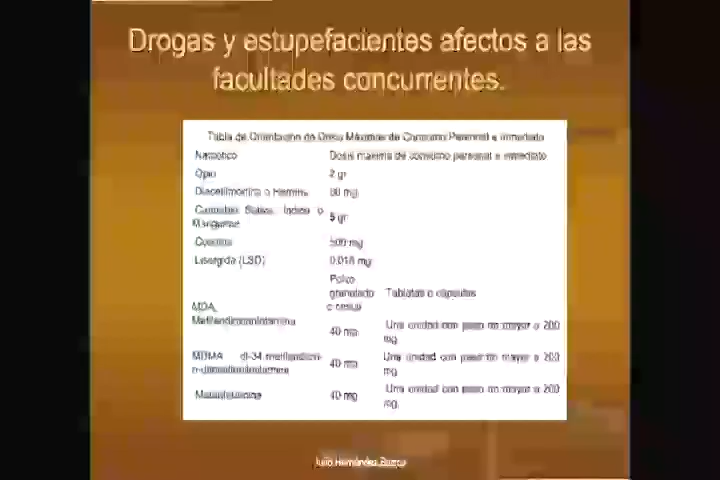 Drogas y estupefacientes afectos a las
facultades concurrentes.
Tabla de Orientación de Dosis Máximas de Consumo Personal e Inmediato
Narcótico Dosis máxima de consumo personal e inmediato
Opio 2 gr
Diacetilmorfina o Heroína mg
Cannabis Sativa, Indica o
Mariguana 5 gr
Cocaína 500 mg
Lisergida (LSD) 0.015 mg
Polvo
granulado Tabletas o cápsulas
MDA, o cristal
40 mg Una unidad con peso no mayor a 200
mg
MDMA 40 mg Una unidad con peso no mayor a 200
mg
Metanfetamina 40 mg Una unidad con peso no mayor a 200
mg
Julio Hernández